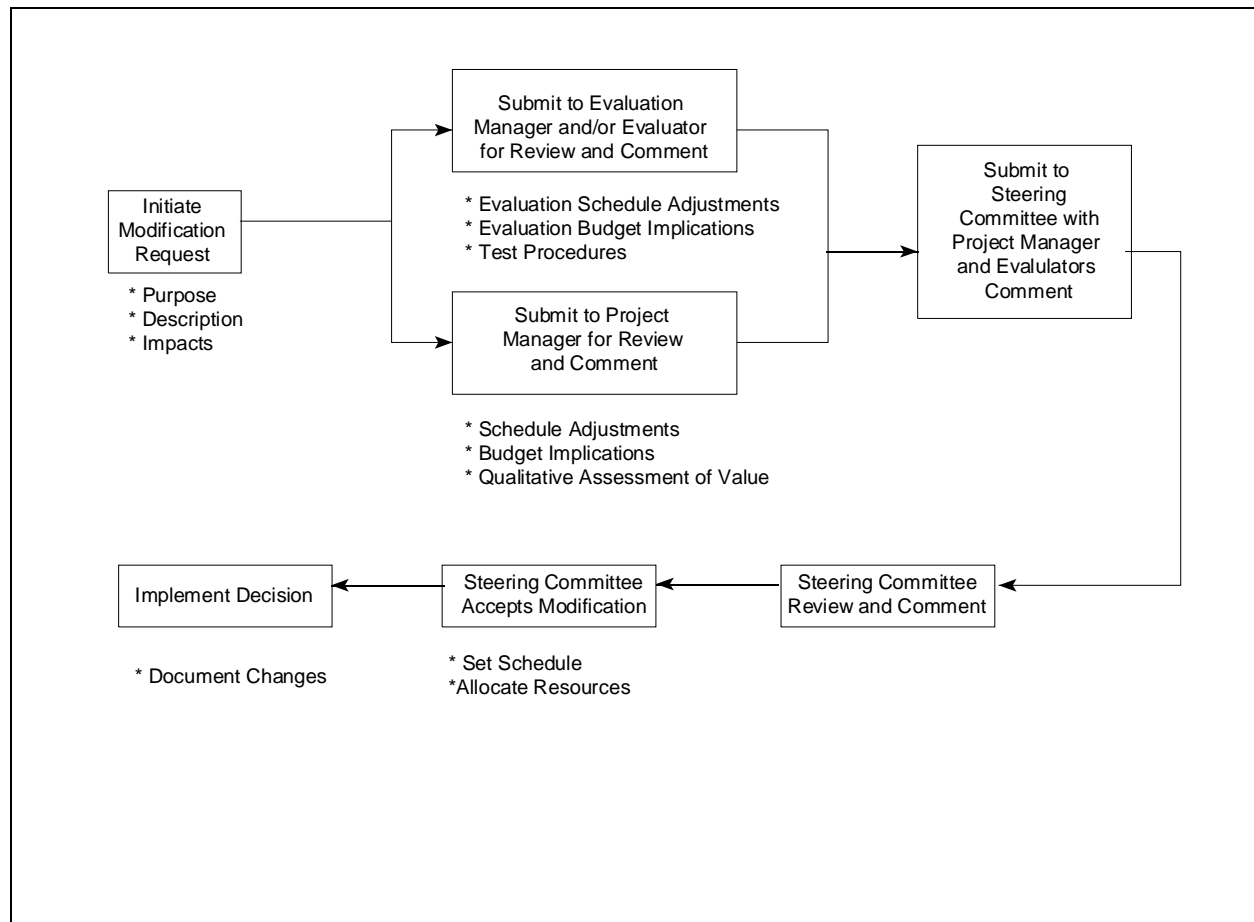 Initiate
Modification
Request
* Purpose
* Description
* Impacts
Submit to Evaluation
Manager and/or Evaluator
for Review and Comment
* Evaluation Schedule Adjustments
* Evaluation Budget Implications
* Test Procedures
Submit to Project
Manager for Review
and Comment
* Schedule Adjustments
* Budget Implications
* Qualitative Assessment of Value
Submit to
Steering
Committee with
Project Manager
and Evalulators
Comment
Steering Committee
Review and Comment
Steering Committee
Accepts Modification
* Set Schedule
*Allocate Resources
Implement Decision
* Document Changes